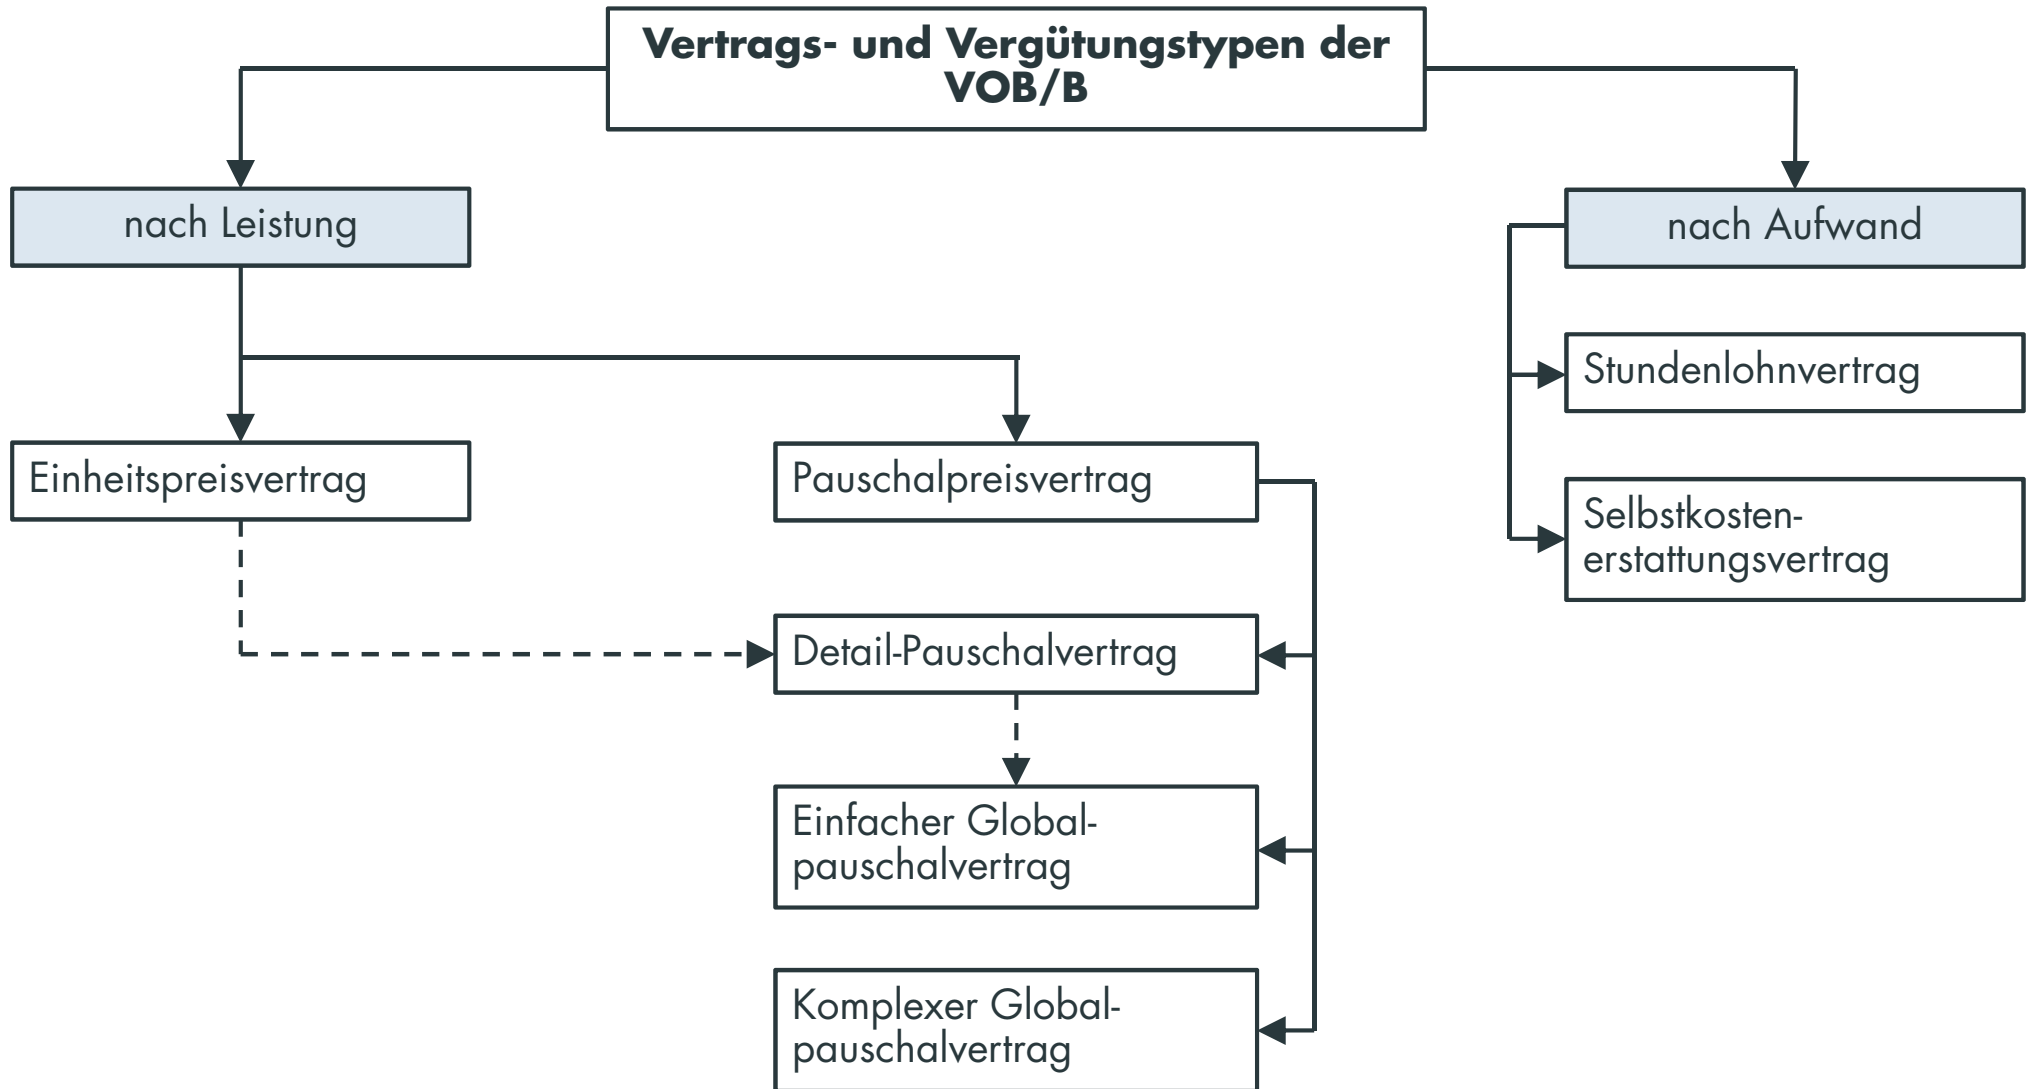 Vertrags- und Vergütungstypen der
VOB/B
nach Leistung
nach Aufwand
Stundenlohnvertrag
Einheitspreisvertrag
Pauschalpreisvertrag
Selbstkosten-
erstattungsvertrag
Detail-Pauschalvertrag
Einfacher Global-
pauschalvertrag
Komplexer Global-
pauschalvertrag